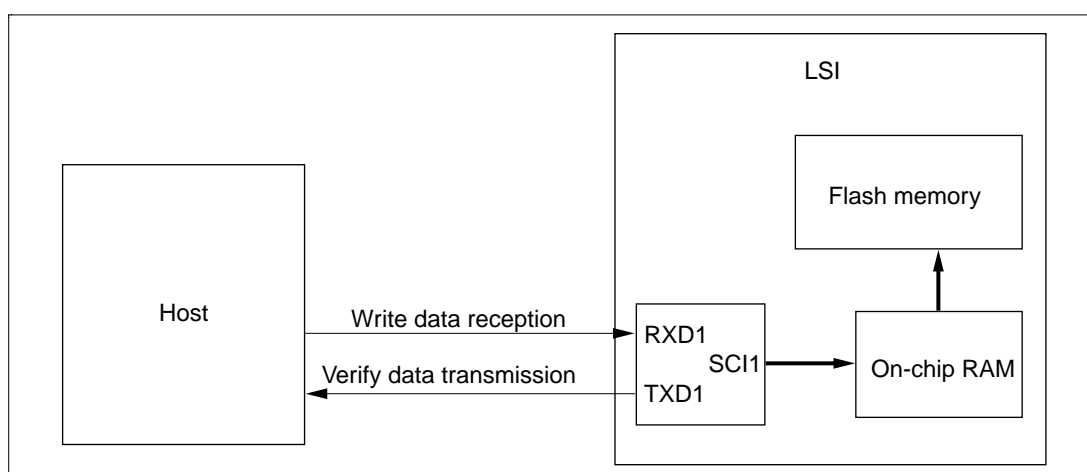 LSI
Flash memory
Host
Write data reception
RXD1
SCI1
On-chip RAM
Verify data transmission
TXD1